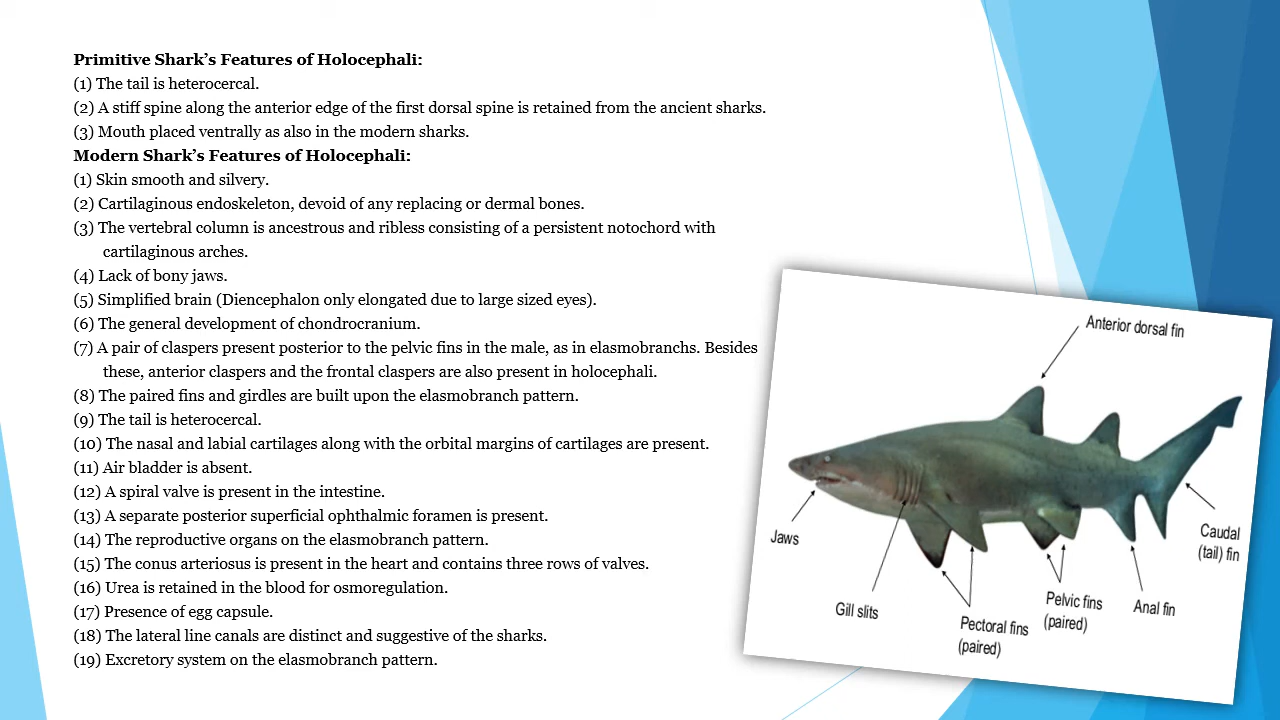 Primitive Shark’s Features of Holocephali:
(1) The tail is heterocercal.
(2) A stiff spine along the anterior edge of the first dorsal spine is retained from the ancient sharks.
(3) Mouth placed ventrally as also in the modern sharks.
Modern Shark’s Features of Holocephali:
(1) Skin smooth and silvery.
(2) Cartilaginous endoskeleton, devoid of any replacing or dermal bones.
(3) The vertebral column is ancestrous and ribless consisting of a persistent notochord with
cartilaginous arches.
(4) Lack of bony jaws.
(5) Simplified brain (Diencephalon only elongated due to large sized eyes).
(6) The general development of chondrocranium.
(7) A pair of claspers present posterior to the pelvic fins in the male, as in elasmobranchs. Besides
these, anterior claspers and the frontal claspers are also present in holocephali.
(8) The paired fins and girdles are built upon the elasmobranch pattern.
(9) The tail is heterocercal.
(10) The nasal and labial cartilages along with the orbital margins of cartilages are present.
(11) Air bladder is absent.
(12) A spiral valve is present in the intestine.
(13) A separate posterior superficial ophthalmic foramen is present.
(14) The reproductive organs on the elasmobranch pattern.
(15) The conus arteriosus is present in the heart and contains three rows of valves.
(16) Urea is retained in the blood for osmoregulation.
(17) Presence of egg capsule.
(18) The lateral line canals are distinct and suggestive of the sharks.
(19) Excretory system on the elasmobranch pattern.
Anterior dorsal fin
Jaws
Gill slits
Pectoral fins
(paired)
Pelvic fins
(paired)
Anal fin
Caudal
(tail) fin